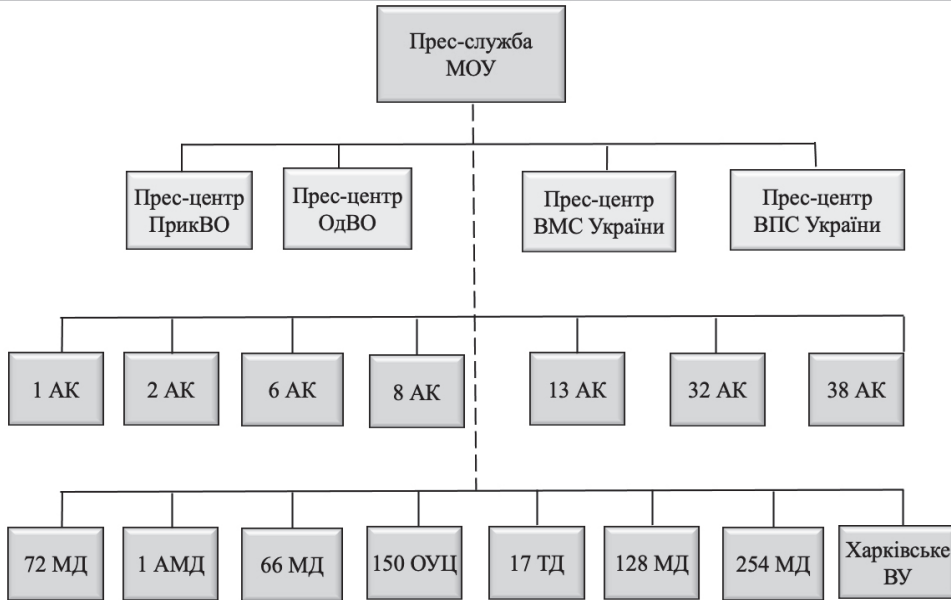 Прес-служба
МОУ
Прес-центр
ПрикВО
Прес-центр
ОдВО
Прес-центр
ВМС України
Прес-центр
ВПС України
1 АК
2 АК
6 АК
8 АК
13 АК
32 АК
38 АК
72 МД
1 АМД
66 МД
150 ОУЦ
17 ТД
128 МД
254 МД
Харківське
ВУ